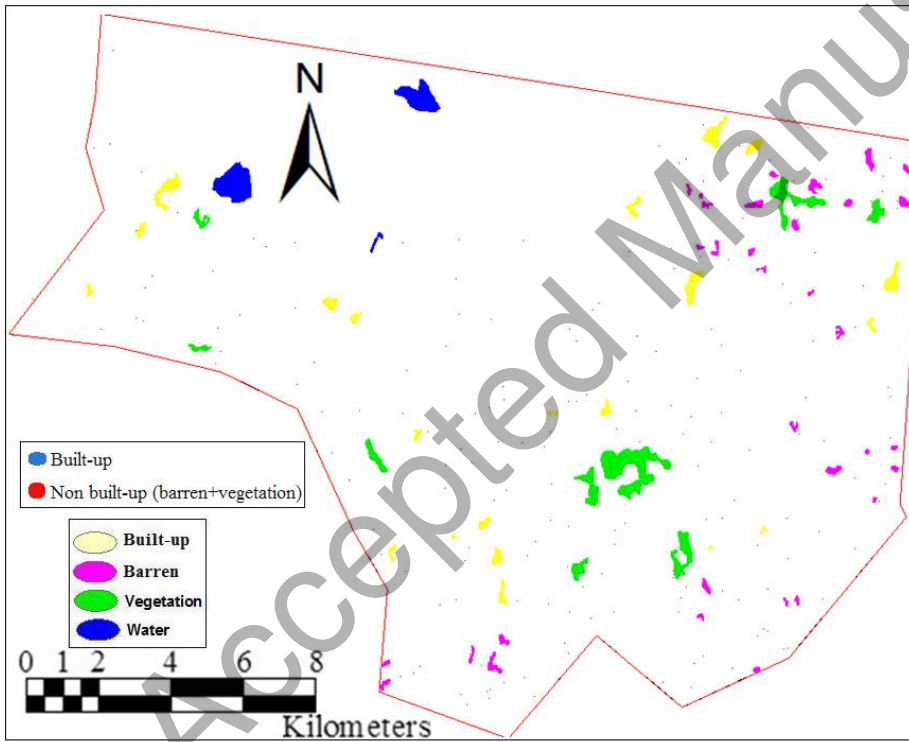 N
Built-up
Non built-up (barren+vegetation)
Built-up
Barren
Vegetation
Water
0 1 2 4 6 8
Kilometers
Accepted Manus